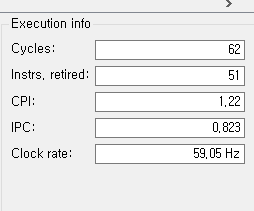 Execution info
Cycles: 62
Instrs. retired: 51
CPI: 1,22
IPC: 0,823
Clock rate: 59,05 Hz